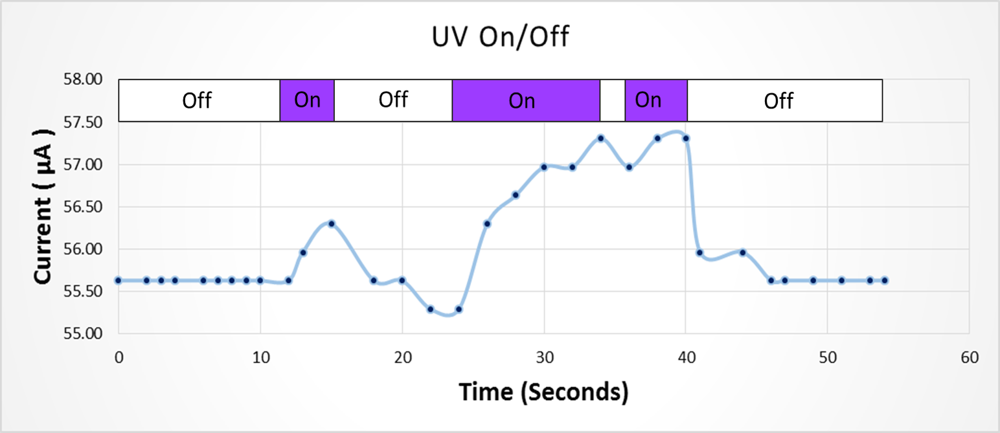 UV On/Off
58.00
Off On Off On On Off
57.50
57.00
56.50
56.00
55.50
55.00
Current ( µA )
0 10 20 30 40 50 60
Time (Seconds)